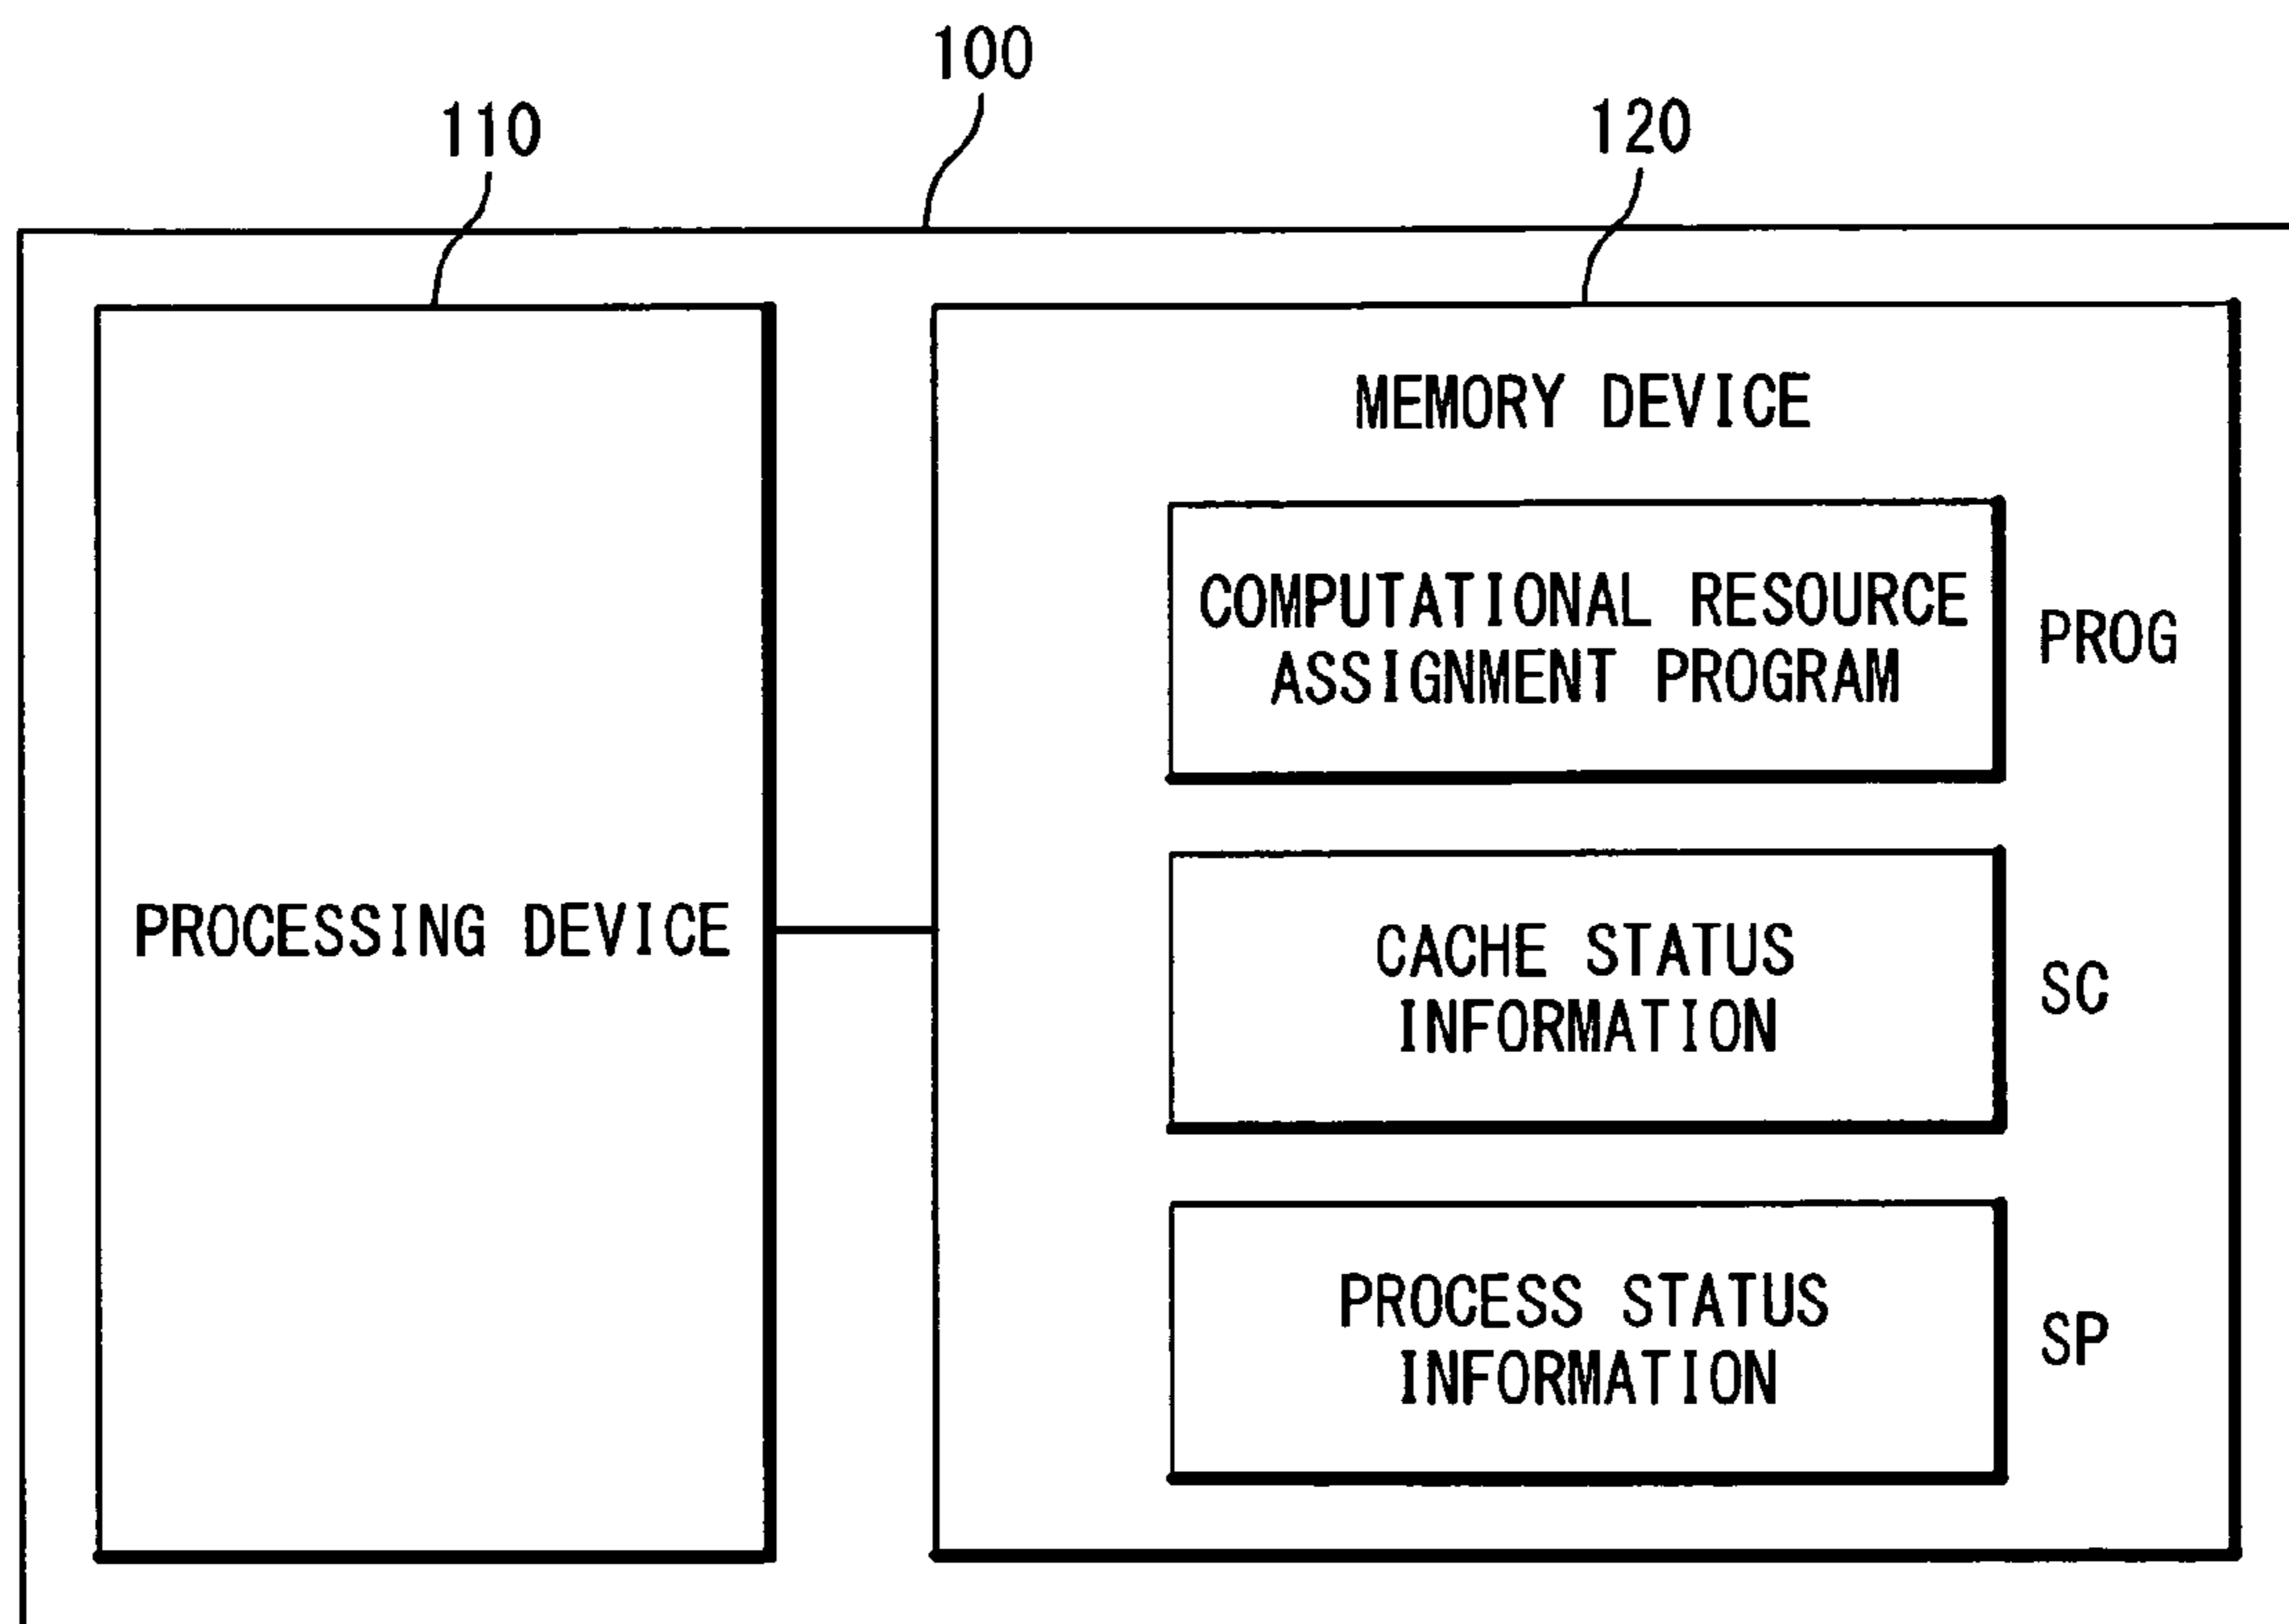 100
110
120
MEMORY DEVICE
COMPUTATIONAL RESOURCE
ASSIGNMENT PROGRAM
PROG
PROCESSING DEVICE
CACHE STATUS
INFORMATION
SC
PROCESS STATUS
INFORMATION
SP